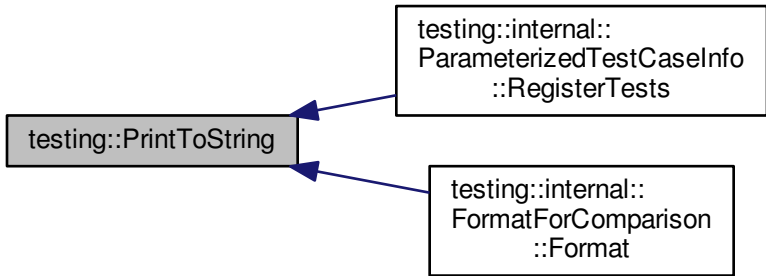 testing::PrintToString
testing::internal::
ParameterizedTestCaseInfo
::RegisterTests
testing::internal::
FormatForComparison
::Format